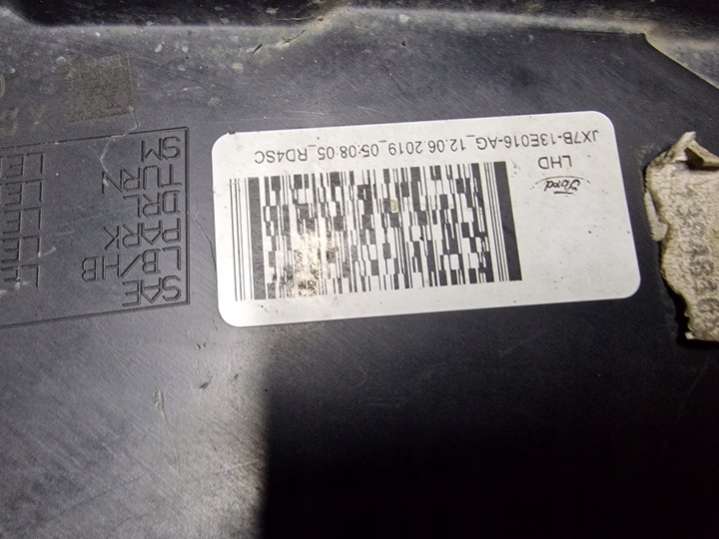 Ford
LHD
JX7B-13E016-AG_12.06.2019_05:08:05_RD4SC
SAE
LB/HB
PARK
DRL
TURN
SM